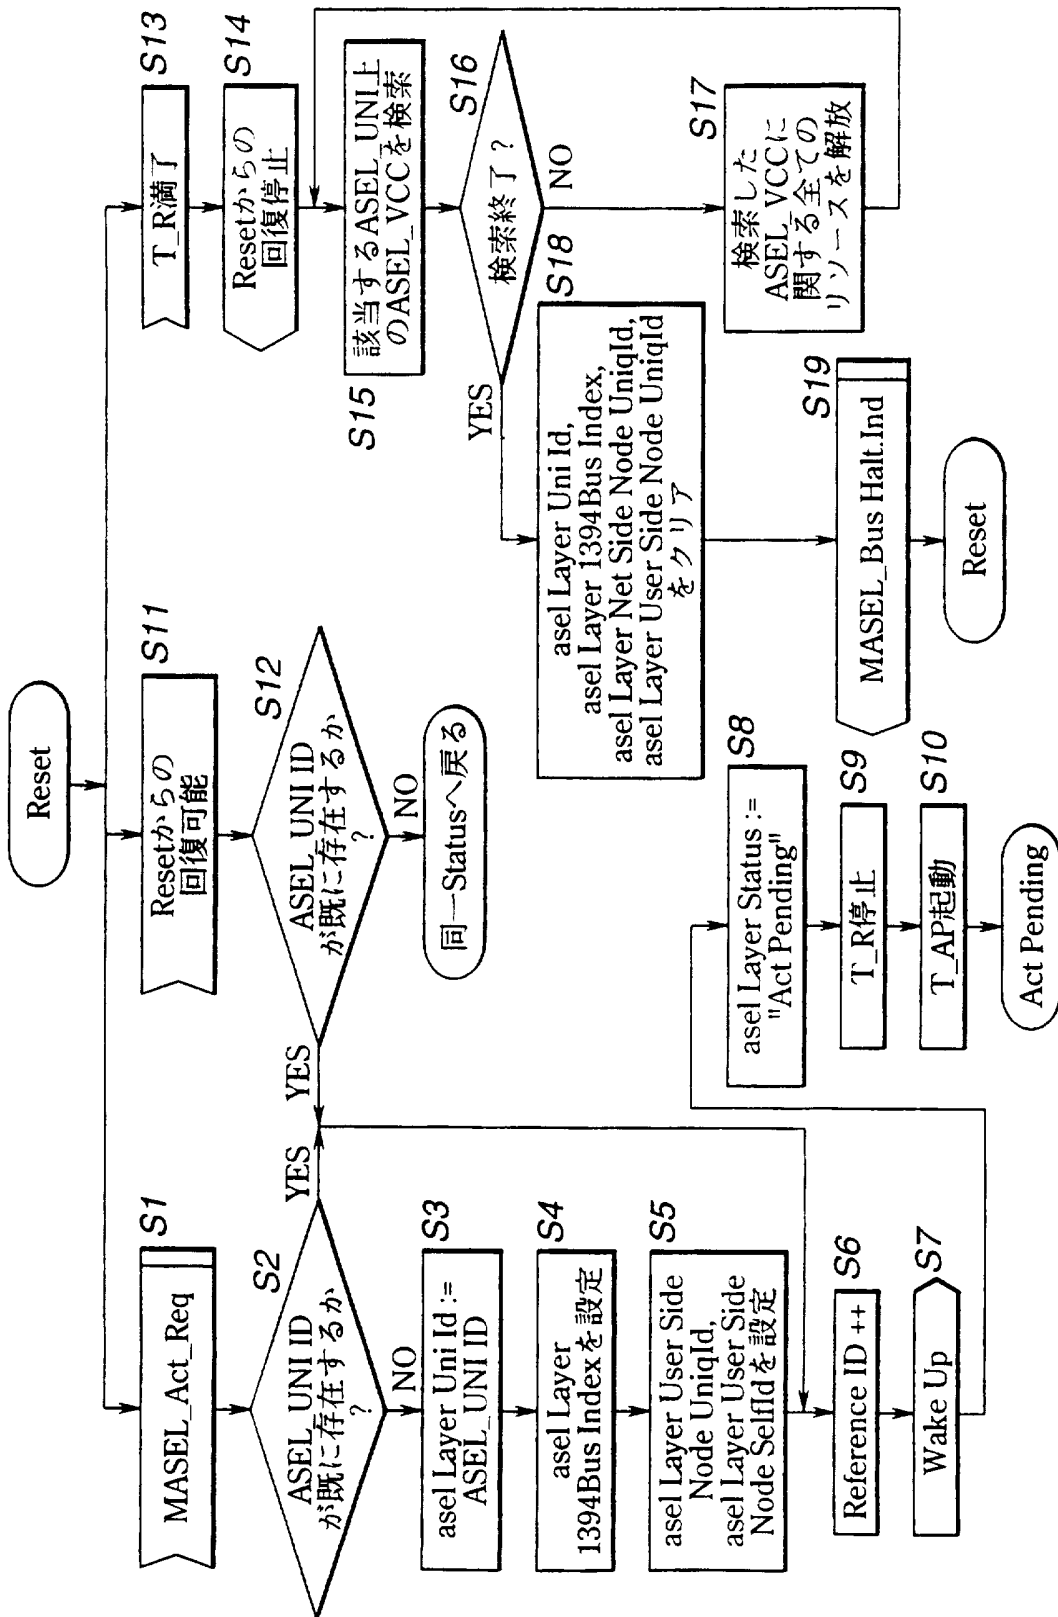 Reset
MASEL_Act_Req
S1
ASEL_UNI ID
が既に存在するか
?
S2
YES
NO
asel Layer Uni Id :=
ASEL_UNI ID
S3
asel Layer
1394Bus Indexを設定
S4
asel Layer User Side
Node UniqId,
asel Layer User Side
Node SelfIdを設定
S5
Reference ID ++
S6
Wake Up
S7
asel Layer Status :=
"Act Pending"
S8
T_R停止
S9
T_AP起動
S10
Act Pending
Resetからの
回復可能
S11
ASEL_UNI ID
が既に存在するか
?
S12
YES
NO
同一Statusへ戻る
T_R満了
S13
Resetからの
回復停止
S14
該当するASEL_UNI上
のASEL_VCCを検索
S15
検索終了?
S16
YES
NO
検索した
ASEL_VCCに
関する全ての
リソースを解放
S17
asel Layer Uni Id,
asel Layer 1394Bus Index,
asel Layer Net Side Node UniqId,
asel Layer User Side Node UniqId
をクリア
S18
MASEL_Bus Halt.Ind
S19
Reset